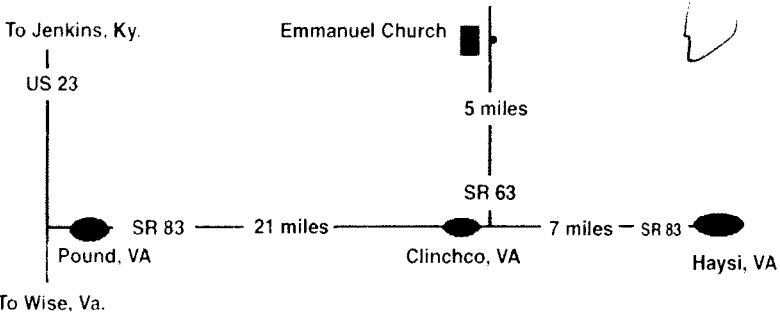 To Jenkins, Ky.
Emmanuel Church
US 23
5 miles
SR 63
SR 83
21 miles
7 miles
SR 83
Pound, VA
Clinchco, VA
Haysi, VA
To Wise, Va.